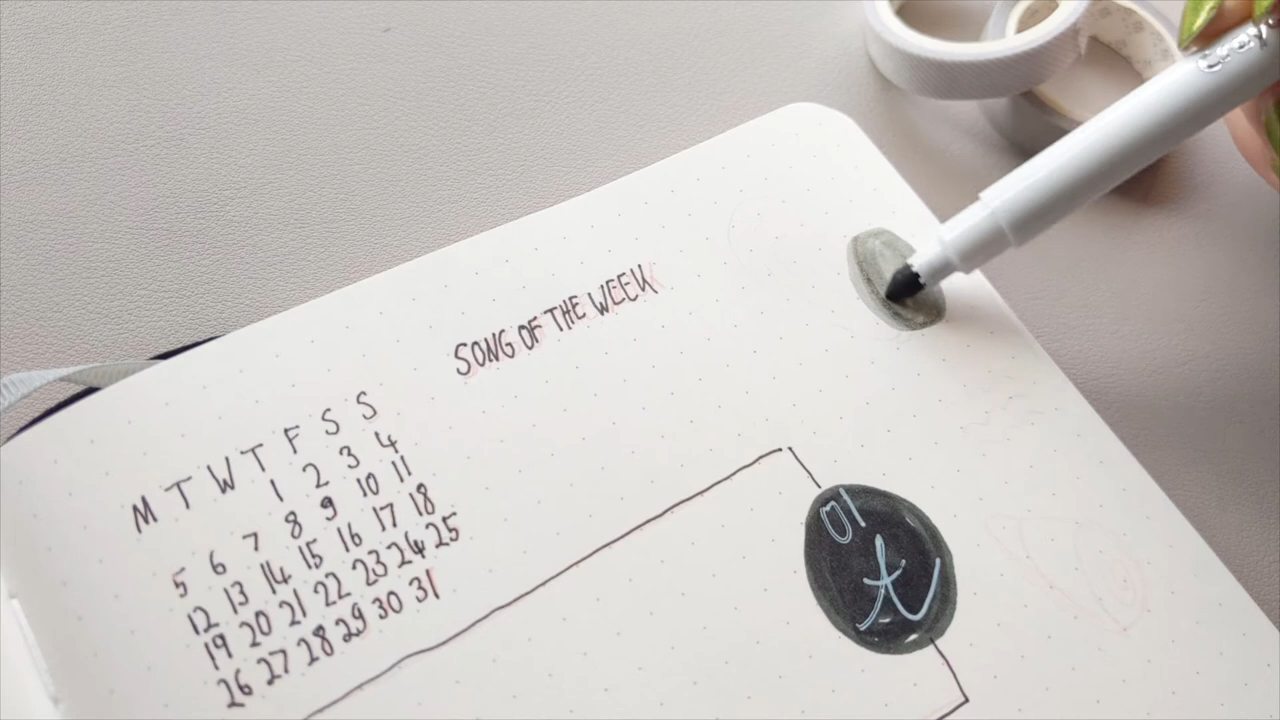 Cray
SONG OF THE WEEK
M T W T F S S
1 2 3 4
5 6 7 8 9 10 11
12 13 14 15 16 17 18
19 20 21 22 23 24 25
26 27 28 29 30 31
01